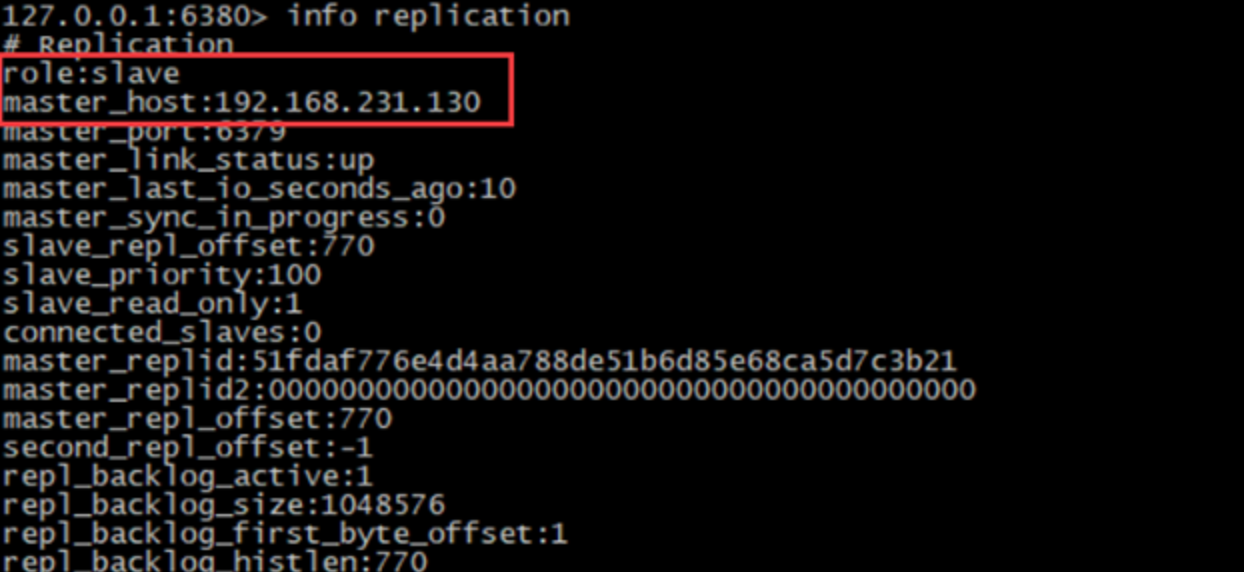 127.0.0.1:6380> info replication
# Replication
role:slave
master_host:192.168.231.130
master_port:6379
master_link_status:up
master_last_io_seconds_ago:10
master_sync_in_progress:0
slave_repl_offset:770
slave_priority:100
slave_read_only:1
connected_slaves:0
master_replid:51fdaf776e4d4aa788de51b6d85e68ca5d7c3b21
master_replid2:0000000000000000000000000000000000000000
master_repl_offset:770
second_repl_offset:-1
repl_backlog_active:1
repl_backlog_size:1048576
repl_backlog_first_byte_offset:1
repl_backlog_histlen:770